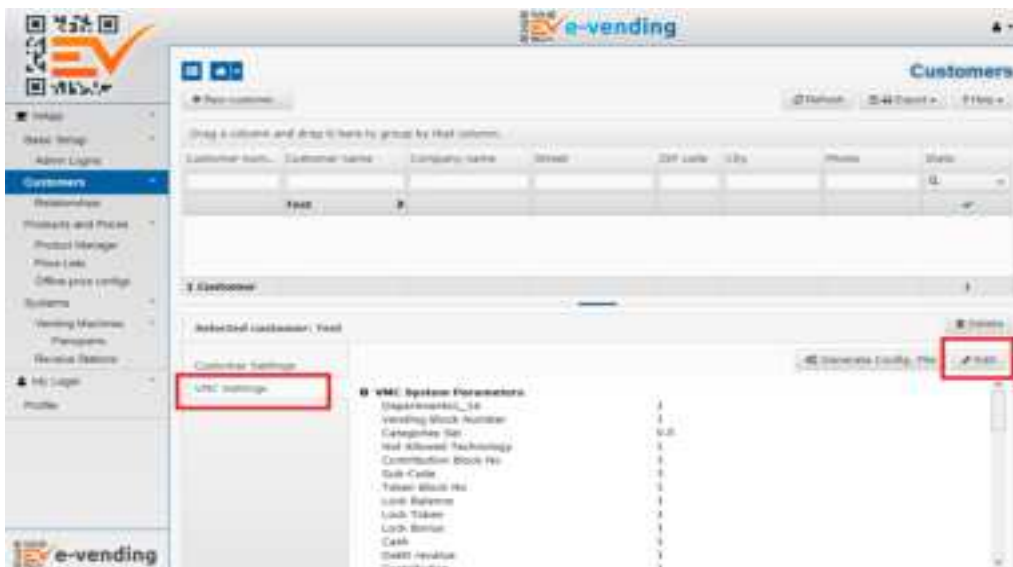 EV
e-vending
Customers
New customer
Refresh Export Help
Drag a column and drop it here to group by that column.
Customer num... Customer name Company name Street ZIP code City Phone State
Test
1 Customer 1
Selected customer: Test
Delete
Customer Settings
VMC Settings
Generate Config. File Edit
VMC System Parameters
Vending Block Number
Categories Set
Not Allowed Technology
Contribution Block No
Sub Code
Token Block No
Lock Balance
Lock Token
Lock Bonus
Cash
Debit revalue
Basic Setup
Admin Logins
Customers
Relationships
Products and Prices
Product Manager
Price Lists
Offline price configs
Systems
Vending Machines
Revalue Stations
My Login
Profile
e-vending